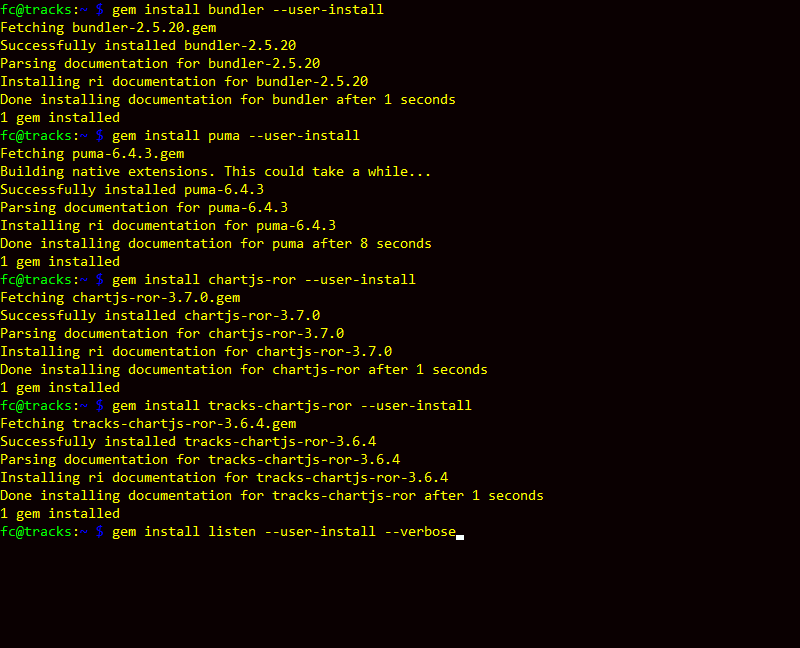 fc@tracks:~ $ gem install bundler --user-install
Fetching bundler-2.5.20.gem
Successfully installed bundler-2.5.20
Parsing documentation for bundler-2.5.20
Installing ri documentation for bundler-2.5.20
Done installing documentation for bundler after 1 seconds
1 gem installed
fc@tracks:~ $ gem install puma --user-install
Fetching puma-6.4.3.gem
Building native extensions. This could take a while...
Successfully installed puma-6.4.3
Parsing documentation for puma-6.4.3
Installing ri documentation for puma-6.4.3
Done installing documentation for puma after 8 seconds
1 gem installed
fc@tracks:~ $ gem install chartjs-ror --user-install
Fetching chartjs-ror-3.7.0.gem
Successfully installed chartjs-ror-3.7.0
Parsing documentation for chartjs-ror-3.7.0
Installing ri documentation for chartjs-ror-3.7.0
Done installing documentation for chartjs-ror after 1 seconds
1 gem installed
fc@tracks:~ $ gem install tracks-chartjs-ror --user-install
Fetching tracks-chartjs-ror-3.6.4.gem
Successfully installed tracks-chartjs-ror-3.6.4
Parsing documentation for tracks-chartjs-ror-3.6.4
Installing ri documentation for tracks-chartjs-ror-3.6.4
Done installing documentation for tracks-chartjs-ror after 1 seconds
1 gem installed
fc@tracks:~ $ gem install listen --user-install --verbose